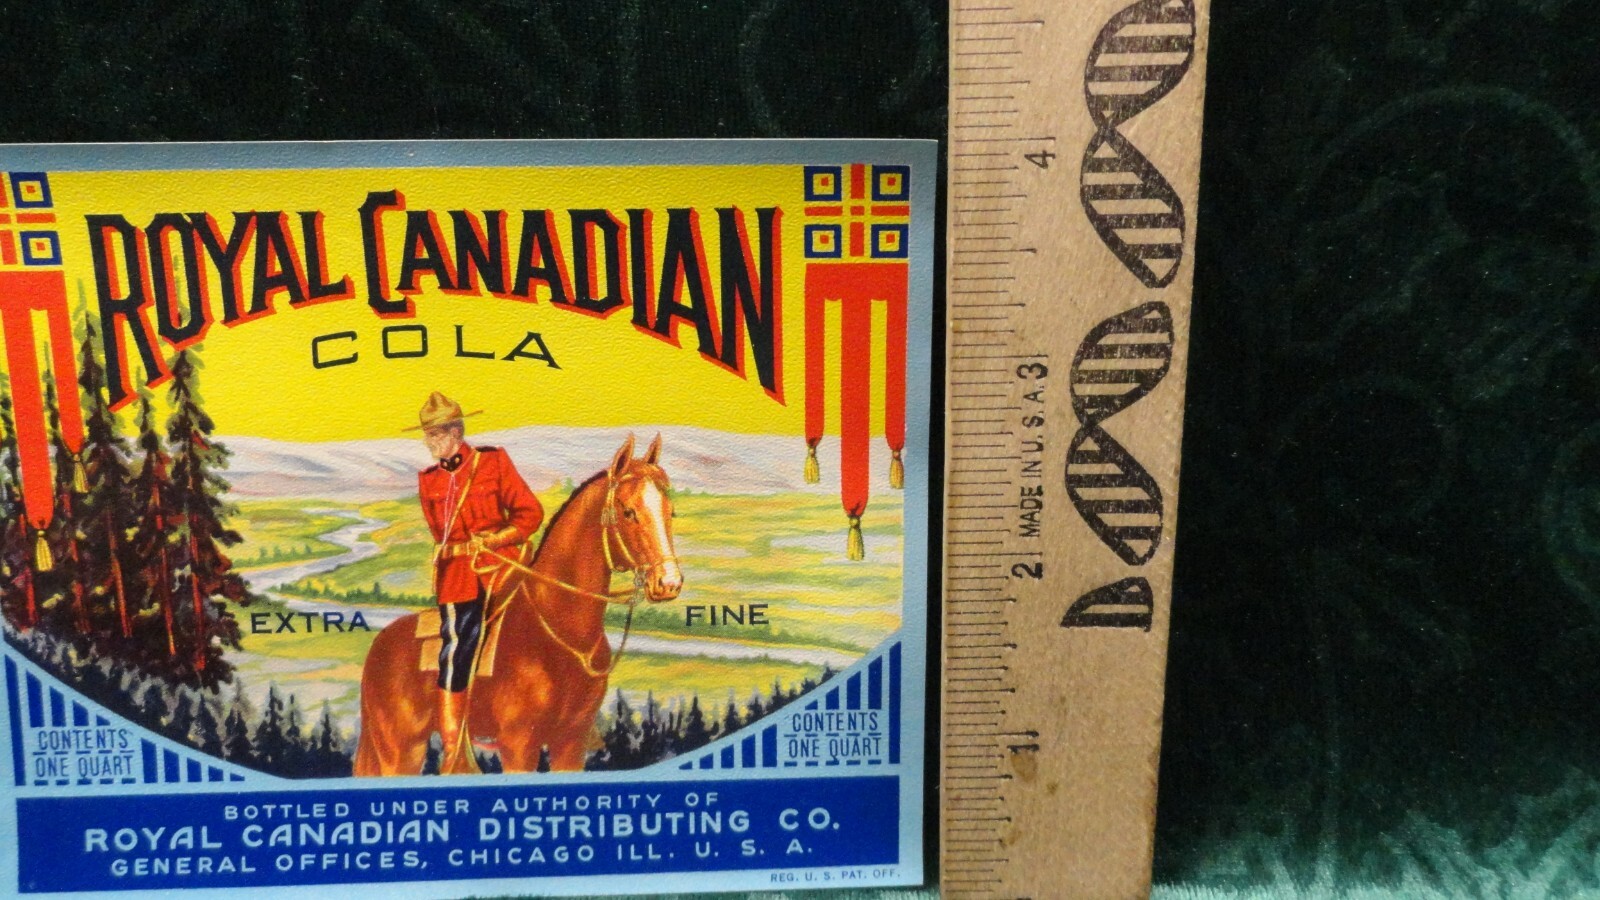 ROYAL CANADIAN
COLA
EXTRA FINE
CONTENTS
ONE QUART
CONTENTS
ONE QUART
BOTTLED UNDER AUTHORITY OF
ROYAL CANADIAN DISTRIBUTING CO.
GENERAL OFFICES, CHICAGO ILL. U. S. A.
REG. U. S. PAT. OFF.
4
3
MADE IN U.S.A.
2
1